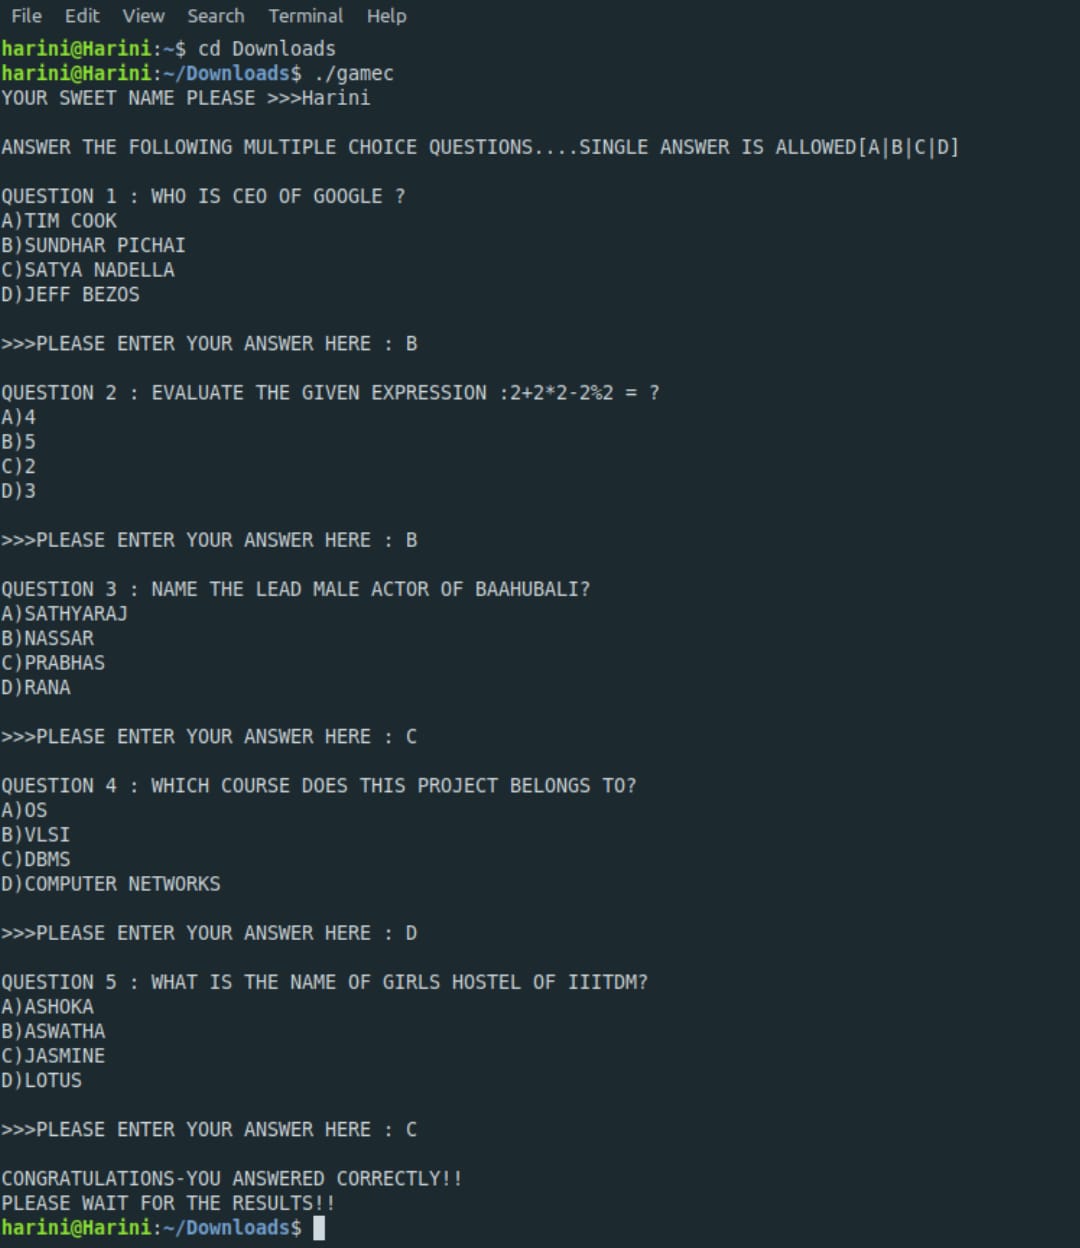 File Edit View Search Terminal Help
harini@Harini:~$ cd Downloads
harini@Harini:~/Downloads$ ./gamec
YOUR SWEET NAME PLEASE >>>Harini
ANSWER THE FOLLOWING MULTIPLE CHOICE QUESTIONS....SINGLE ANSWER IS ALLOWED[A|B|C|D]
QUESTION 1 : WHO IS CEO OF GOOGLE ?
A)TIM COOK
B)SUNDHAR PICHAI
C)SATYA NADELLA
D)JEFF BEZOS
>>>PLEASE ENTER YOUR ANSWER HERE : B
QUESTION 2 : EVALUATE THE GIVEN EXPRESSION :2+2*2-2%2 = ?
A)4
B)5
C)2
D)3
>>>PLEASE ENTER YOUR ANSWER HERE : B
QUESTION 3 : NAME THE LEAD MALE ACTOR OF BAAHUBALI?
A)SATHYARAJ
B)NASSAR
C)PRABHAS
D)RANA
>>>PLEASE ENTER YOUR ANSWER HERE : C
QUESTION 4 : WHICH COURSE DOES THIS PROJECT BELONGS TO?
A)OS
B)VLSI
C)DBMS
D)COMPUTER NETWORKS
>>>PLEASE ENTER YOUR ANSWER HERE : D
QUESTION 5 : WHAT IS THE NAME OF GIRLS HOSTEL OF IIITDM?
A)ASHOKA
B)ASWATHA
C)JASMINE
D)LOTUS
>>>PLEASE ENTER YOUR ANSWER HERE : C
CONGRATULATIONS-YOU ANSWERED CORRECTLY!!
PLEASE WAIT FOR THE RESULTS!!
harini@Harini:~/Downloads$